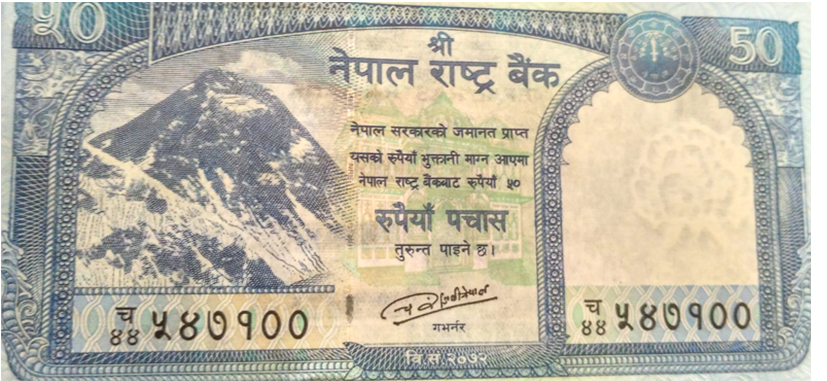 ५०
50
श्री
नेपाल राष्ट्र बैंक
नेपाल सरकारको जमानत प्राप्त
यसको रुपैयाँ भुक्तानी माग्न आएमा
नेपाल राष्ट्र बैंकबाट रुपैयाँ ५०
रुपैयाँ पचास
तुरुन्त पाइने छ।
गभर्नर
च
४४ ५४७१००
च
४४ ५४७१००
वि.सं.२०७२